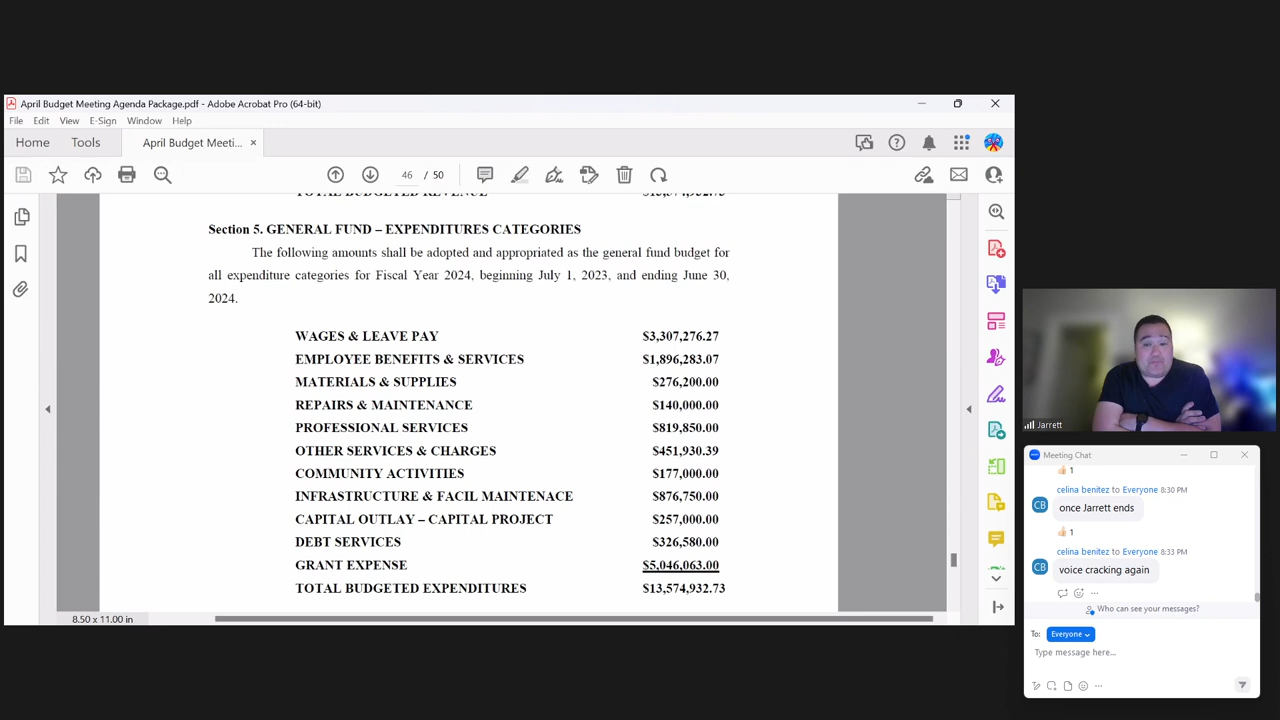 April Budget Meeting Agenda Package.pdf - Adobe Acrobat Pro (64-bit)
File Edit View E-Sign Window Help
Home Tools April Budget Meeti... ×
46 / 50
TOTAL BUDGETED REVENUE
Section 5. GENERAL FUND – EXPENDITURES CATEGORIES
The following amounts shall be adopted and appropriated as the general fund budget for
all expenditure categories for Fiscal Year 2024, beginning July 1, 2023, and ending June 30,
2024.
WAGES & LEAVE PAY $3,307,276.27
EMPLOYEE BENEFITS & SERVICES $1,896,283.07
MATERIALS & SUPPLIES $276,200.00
REPAIRS & MAINTENANCE $140,000.00
PROFESSIONAL SERVICES $819,850.00
OTHER SERVICES & CHARGES $451,930.39
COMMUNITY ACTIVITIES $177,000.00
INFRASTRUCTURE & FACIL MAINTENACE $876,750.00
CAPITAL OUTLAY – CAPITAL PROJECT $257,000.00
DEBT SERVICES $326,580.00
GRANT EXPENSE $5,046,063.00
TOTAL BUDGETED EXPENDITURES $13,574,932.73
8.50 x 11.00 in
Jarrett
Meeting Chat
1
celina benitez to Everyone 8:30 PM
CB once Jarrett ends
1
celina benitez to Everyone 8:33 PM
CB voice cracking again
Who can see your messages?
To: Everyone
Type message here...